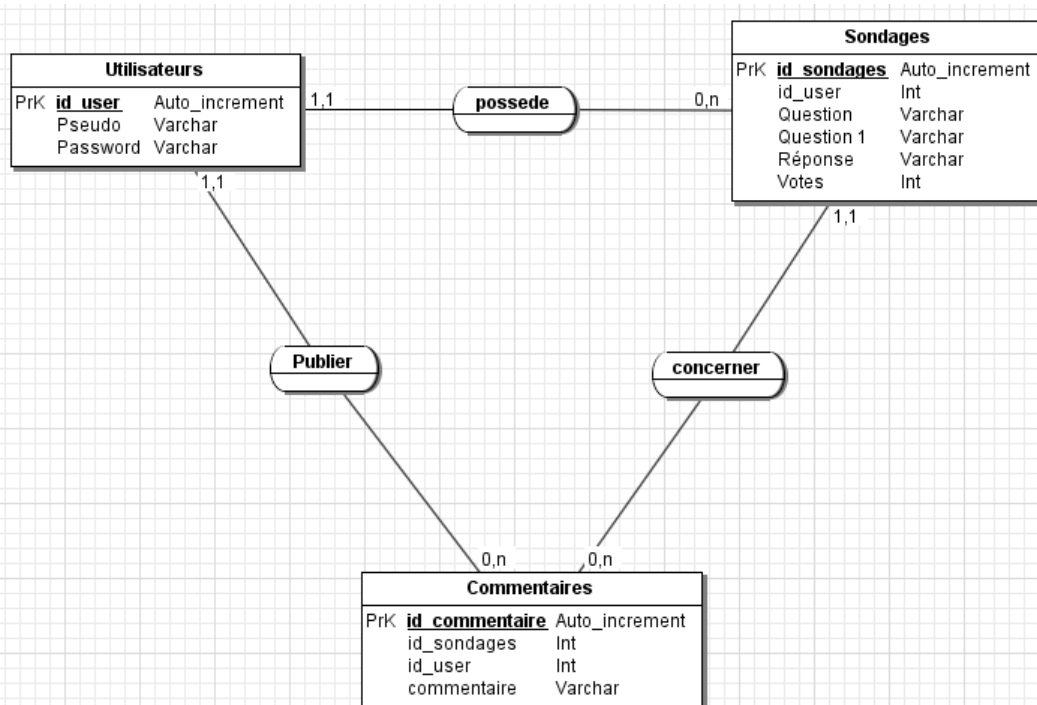 Utilisateurs
PrK id_user Auto_increment
Pseudo Varchar
Password Varchar
1,1
possede
0,n
Sondages
PrK id_sondages Auto_increment
id_user Int
Question Varchar
Question 1 Varchar
Réponse Varchar
Votes Int
1,1
1,1
Publier
concerner
0,n
0,n
Commentaires
PrK id_commentaire Auto_increment
id_sondages Int
id_user Int
commentaire Varchar